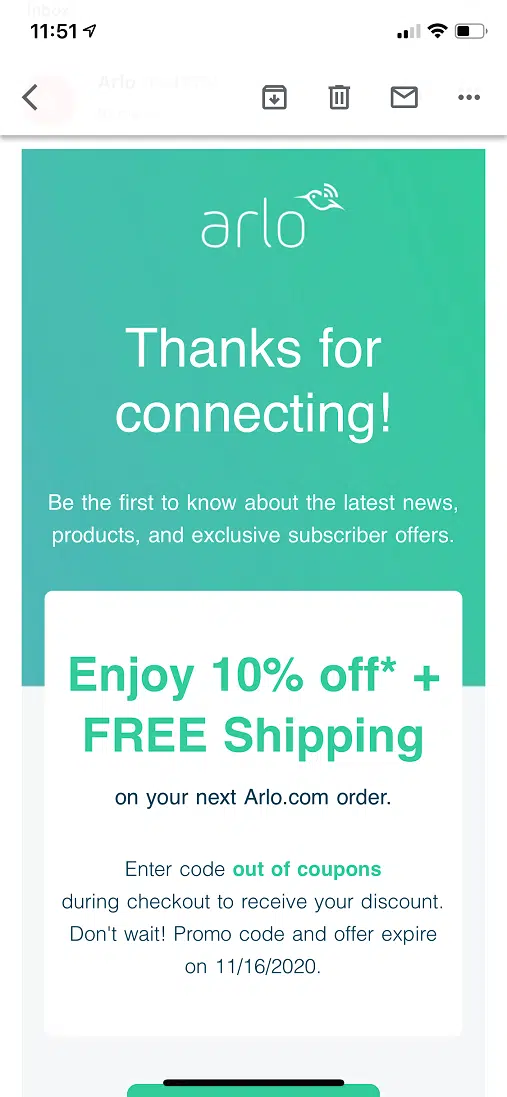 Inbox
11:51
Arlo
arlo
Thanks for
connecting!
Be the first to know about the latest news,
products, and exclusive subscriber offers.
Enjoy 10% off* +
FREE Shipping
on your next Arlo.com order.
Enter code out of coupons
during checkout to receive your discount.
Don't wait! Promo code and offer expire
on 11/16/2020.